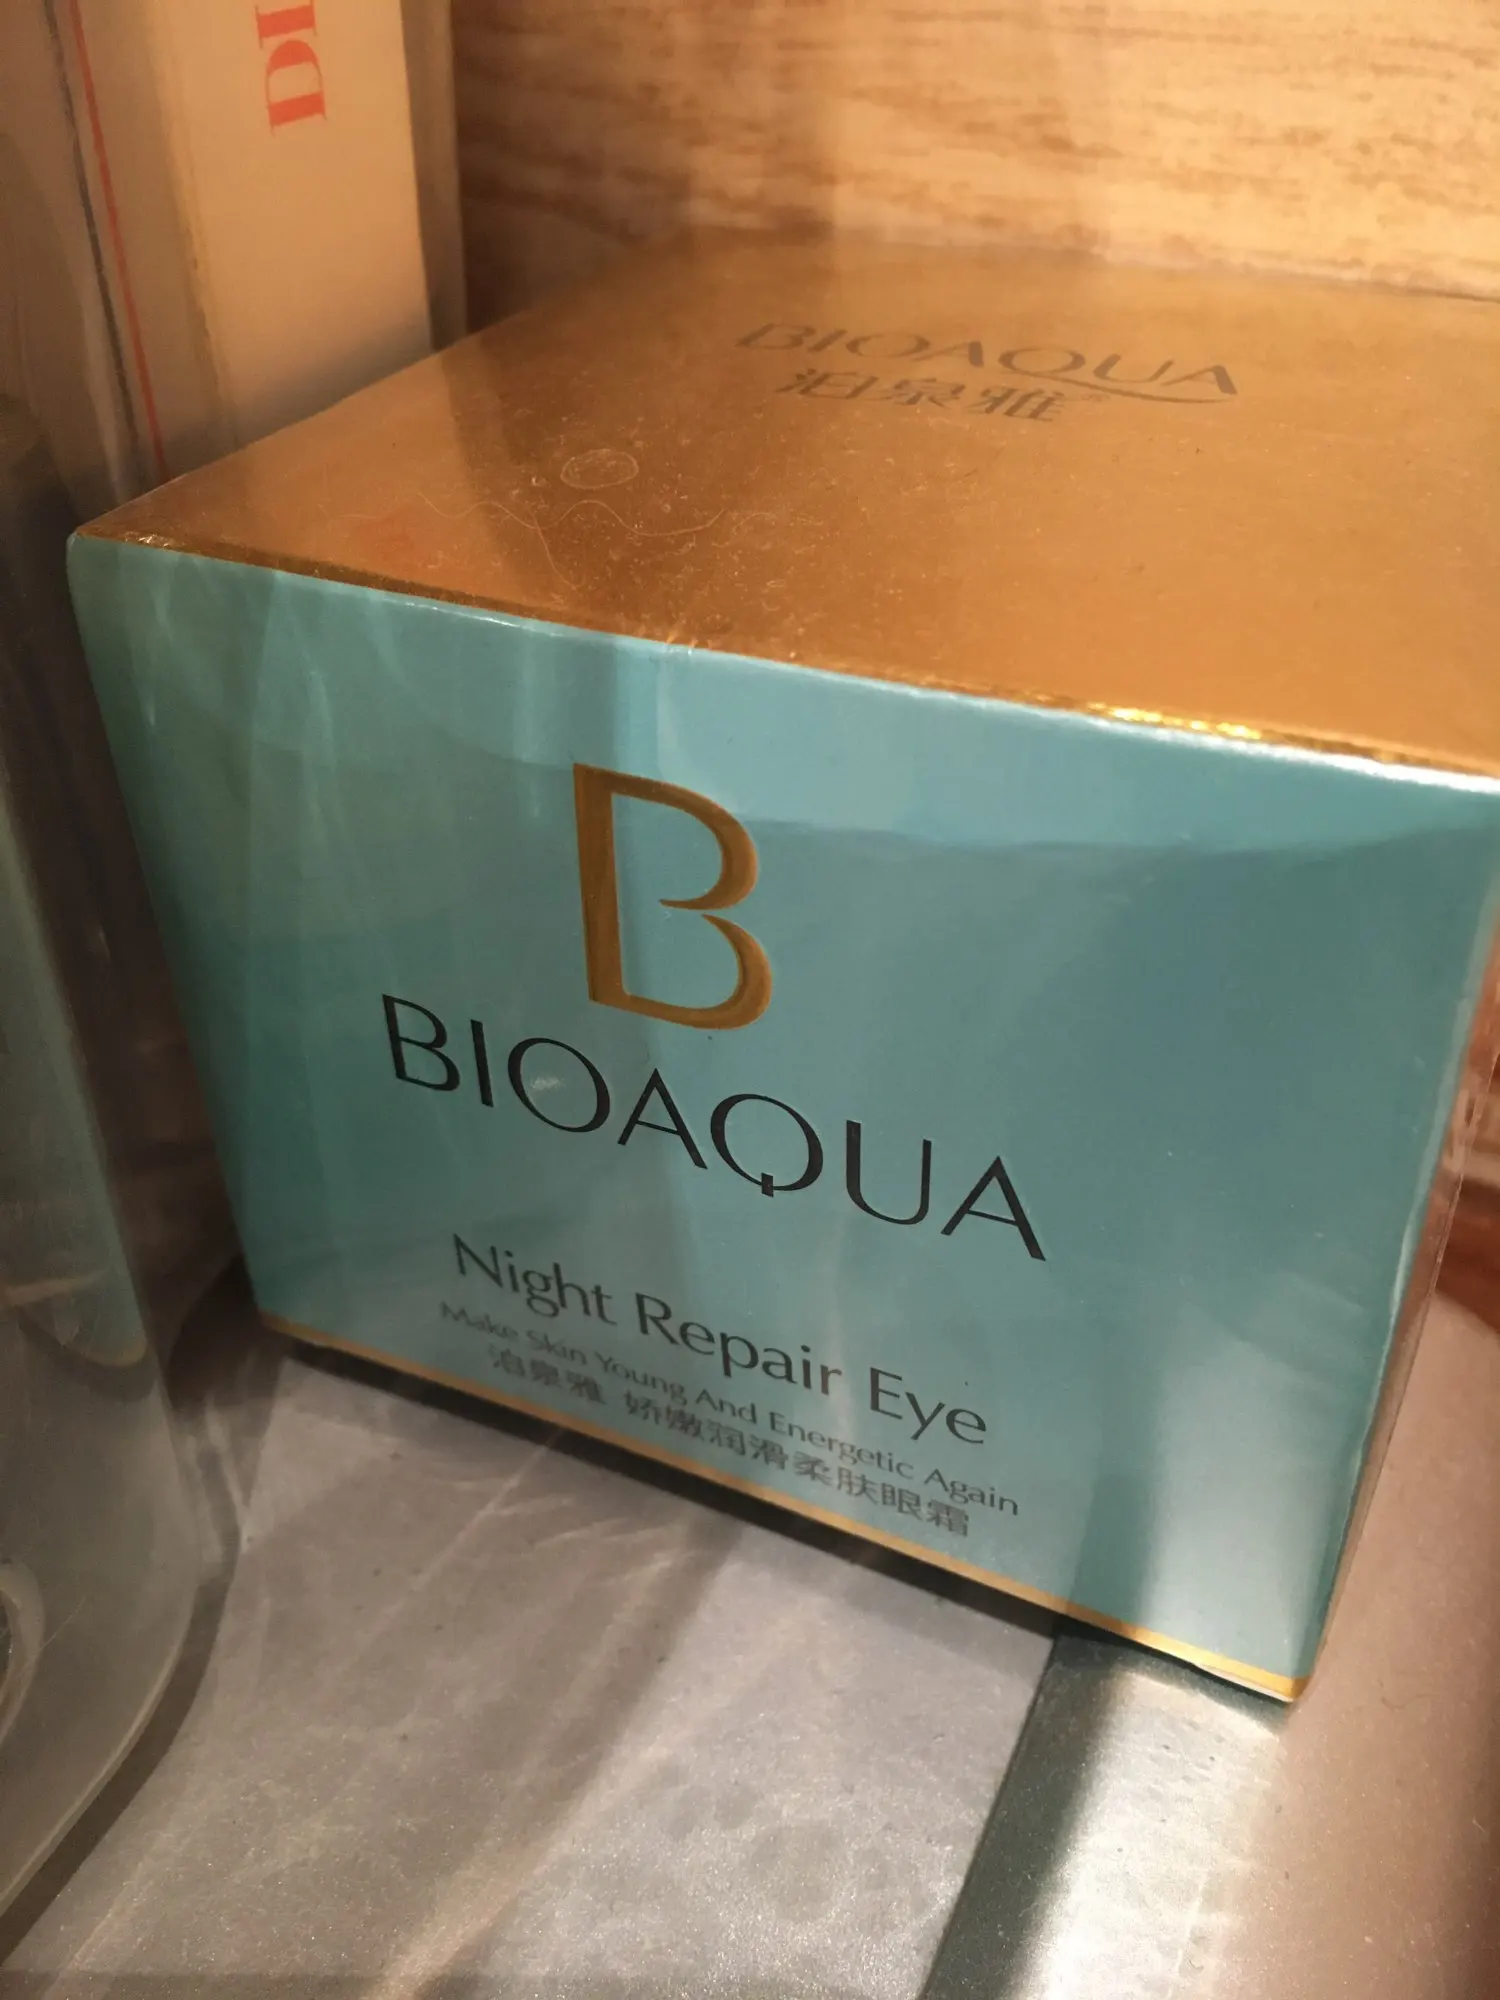 DI
BIOAQUA
泊泉雅
B
BIOAQUA
Night Repair Eye
Make Skin Young And Energetic Again
泊泉雅 娇嫩润滑柔肤眼霜